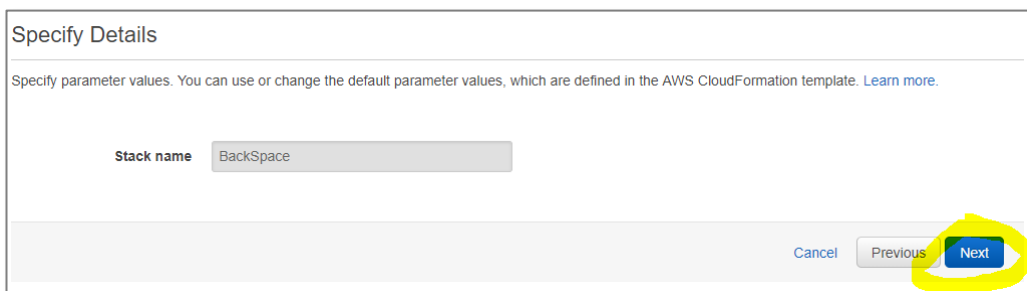 Specify Details
Specify parameter values. You can use or change the default parameter values, which are defined in the AWS CloudFormation template. Learn more.
Stack name BackSpace
Cancel Previous Next